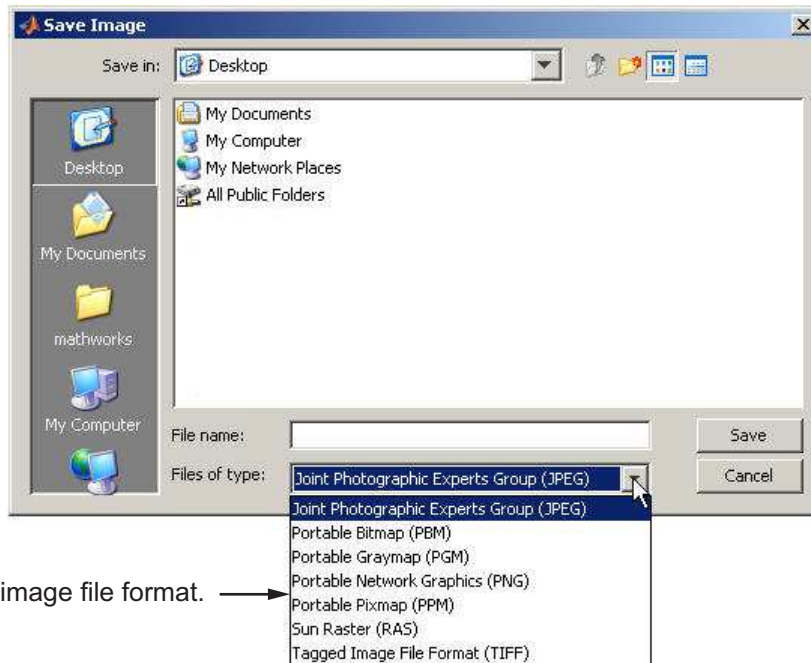 Save Image
Save in:
Desktop
My Documents
My Computer
My Network Places
All Public Folders
Desktop
My Documents
mathworks
My Computer
File name:
Save
Files of type:
Joint Photographic Experts Group (JPEG)
Cancel
Joint Photographic Experts Group (JPEG)
Portable Bitmap (PBM)
Portable Graymap (PGM)
Portable Network Graphics (PNG)
image file format.
Portable Pixmap (PPM)
Sun Raster (RAS)
Tagged Image File Format (TIFF)